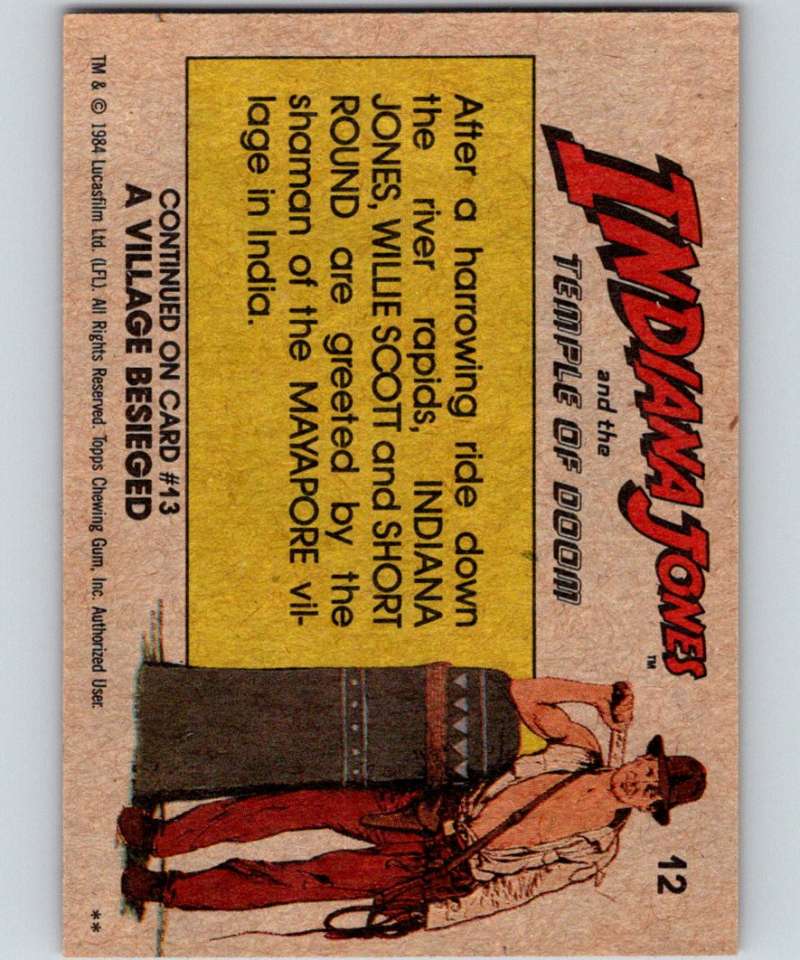 INDIANA JONES™
and the
TEMPLE OF DOOM
12
After a harrowing ride down
the river rapids, INDIANA
JONES, WILLIE SCOTT and SHORT
ROUND are greeted by the
shaman of the MAYAPORE vil-
lage in India.
CONTINUED ON CARD #13
A VILLAGE BESIEGED
TM & © 1984 Lucasfilm Ltd. (LFL). All Rights Reserved. Topps Chewing Gum, Inc. Authorized User. **